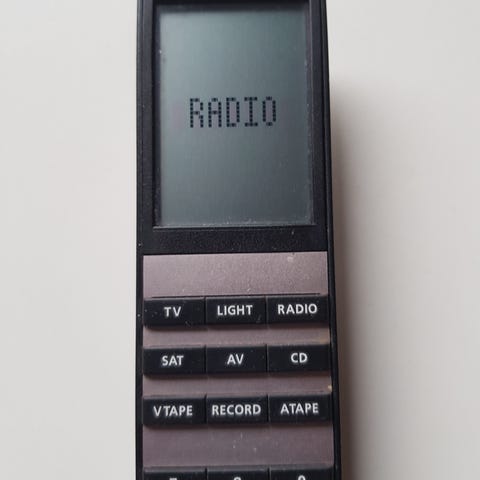 RADIO
TV LIGHT RADIO
SAT AV CD
VTAPE RECORD ATAPE